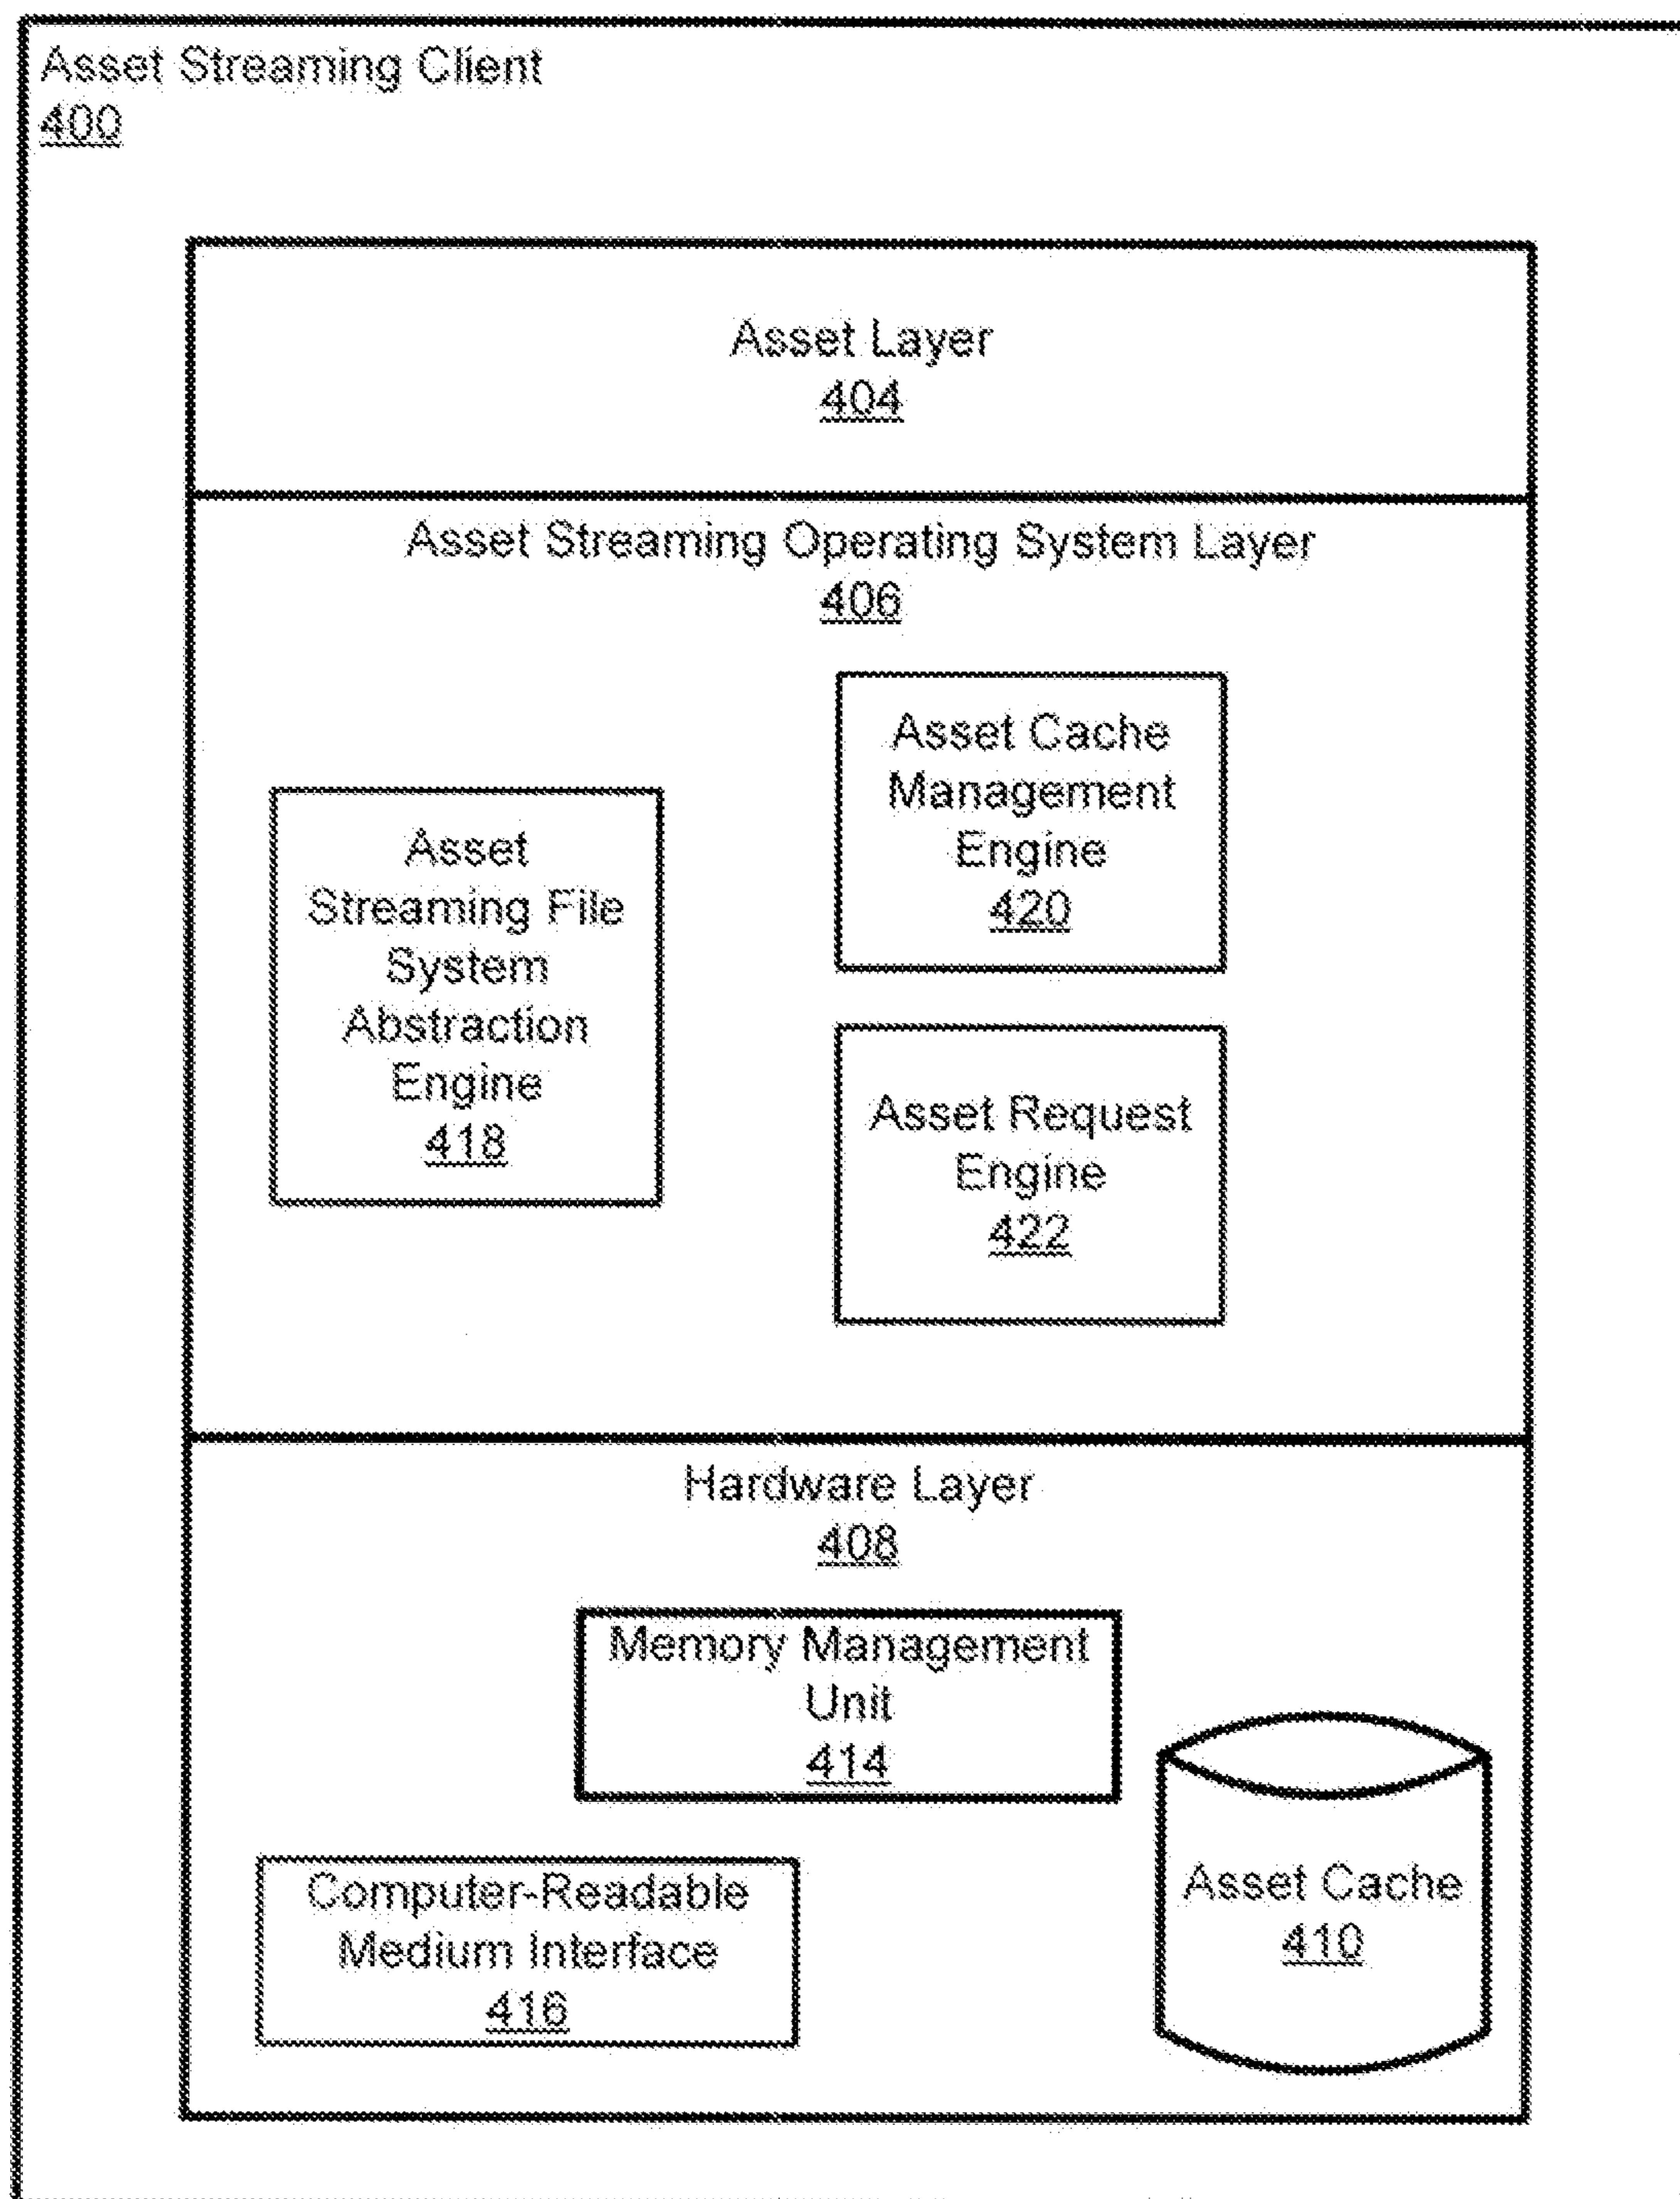 Asset Streaming Client
400
Asset Layer
404
Asset Streaming Operating System Layer
406
Asset Cache
Management
Engine
420
Asset
Streaming File
System
Abstraction
Engine
418
Asset Request
Engine
422
Hardware Layer
408
Memory Management
Unit
414
Computer-Readable
Medium Interface
416
Asset Cache
410